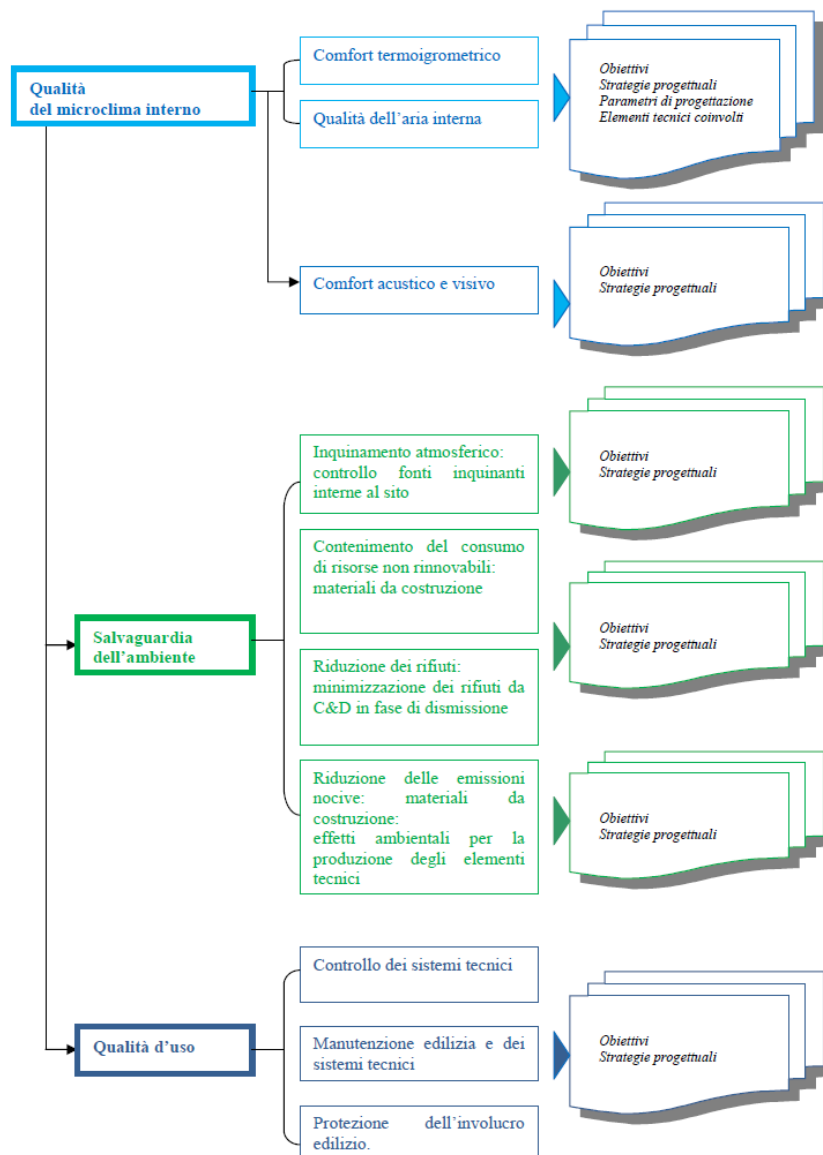 Qualità
del microclima interno
Comfort termoigrometrico
Qualità dell'aria interna
Obiettivi
Strategie progettuali
Parametri di progettazione
Elementi tecnici coinvolti
Comfort acustico e visivo
Obiettivi
Strategie progettuali
Salvaguardia
dell'ambiente
Inquinamento atmosferico:
controllo fonti inquinanti
interne al sito
Obiettivi
Strategie progettuali
Contenimento del consumo
di risorse non rinnovabili:
materiali da costruzione
Riduzione dei rifiuti:
minimizzazione dei rifiuti da
C&D in fase di dismissione
Obiettivi
Strategie progettuali
Riduzione delle emissioni
nocive: materiali da
costruzione:
effetti ambientali per la
produzione degli elementi
tecnici
Obiettivi
Strategie progettuali
Qualità d'uso
Controllo dei sistemi tecnici
Manutenzione edilizia e dei
sistemi tecnici
Protezione dell'involucro
edilizio.
Obiettivi
Strategie progettuali